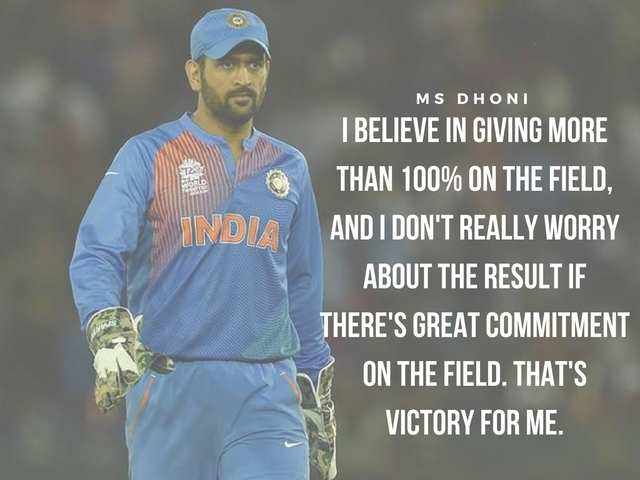 MS DHONI
I BELIEVE IN GIVING MORE
THAN 100% ON THE FIELD,
AND I DON'T REALLY WORRY
ABOUT THE RESULT IF
THERE'S GREAT COMMITMENT
ON THE FIELD. THAT'S
VICTORY FOR ME.
WORLD
INDIA